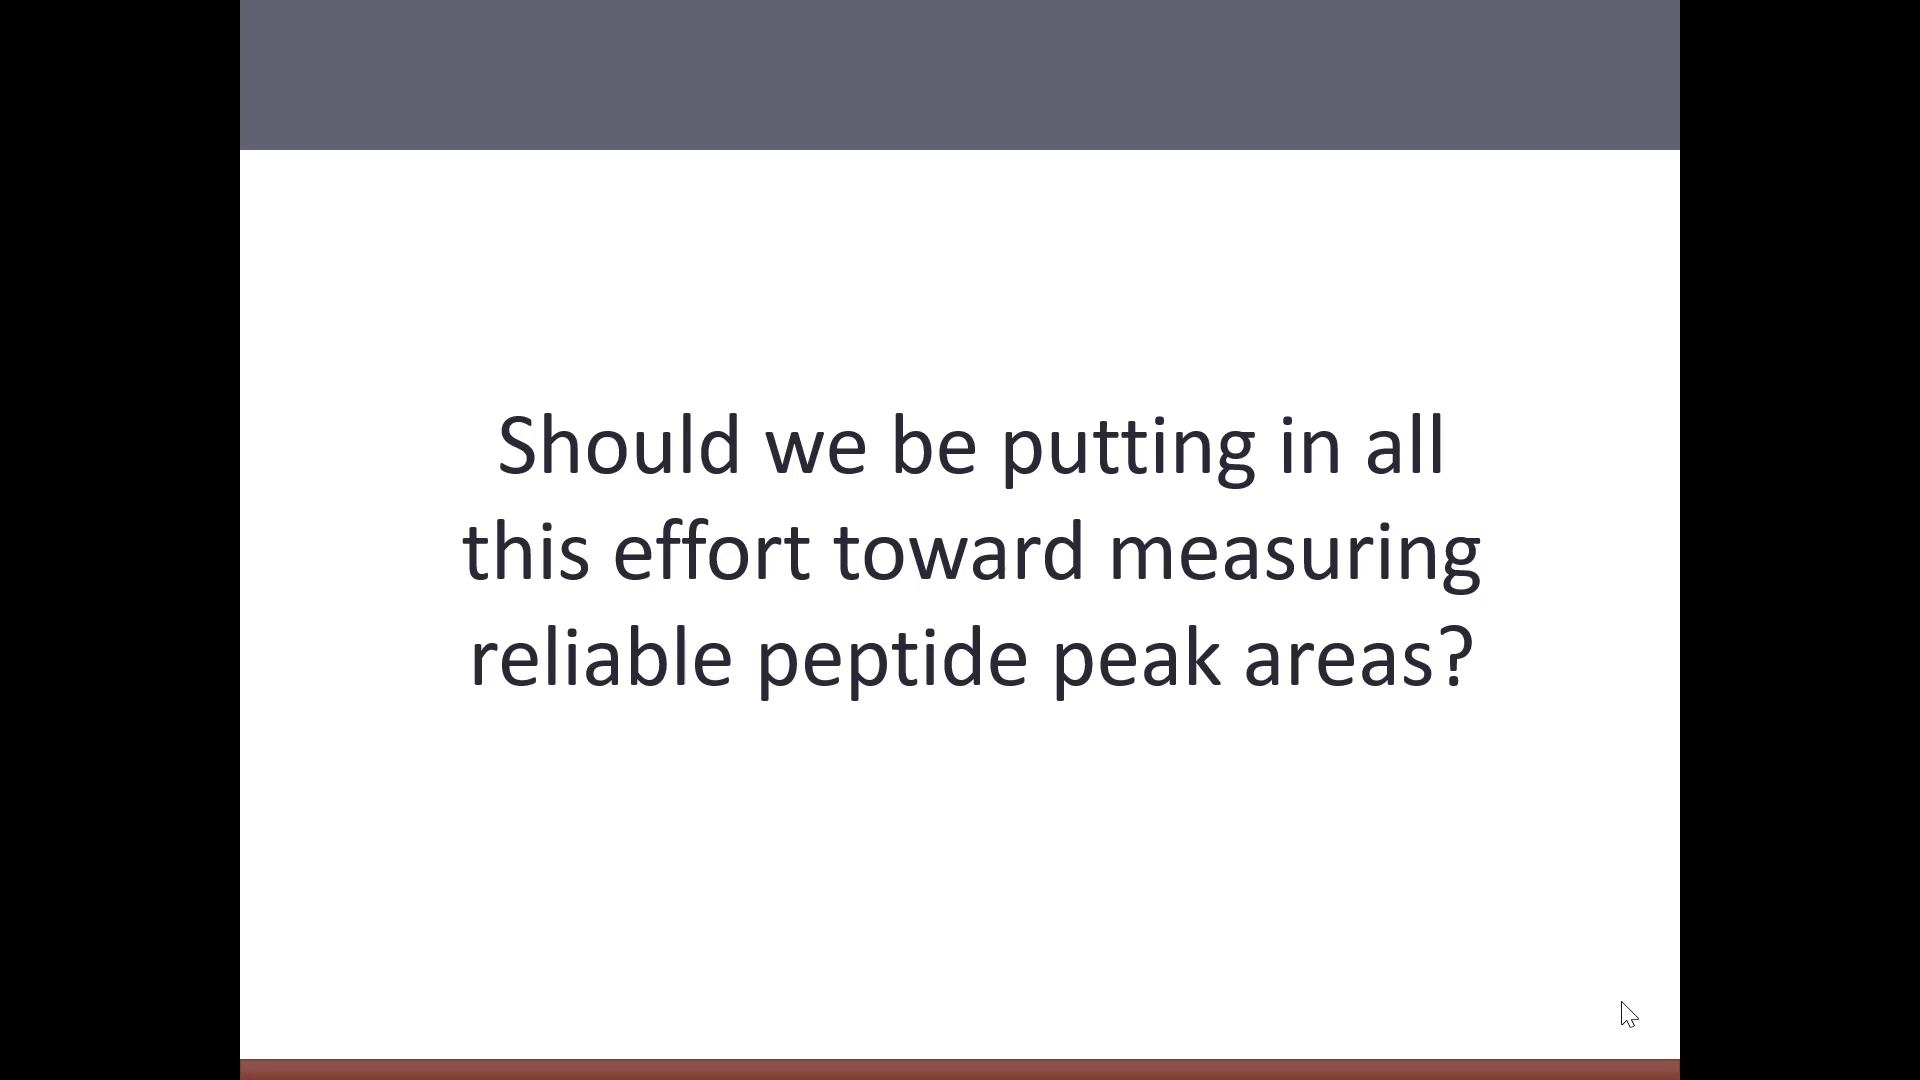 Should we be putting in all
this effort toward measuring
reliable peptide peak areas?